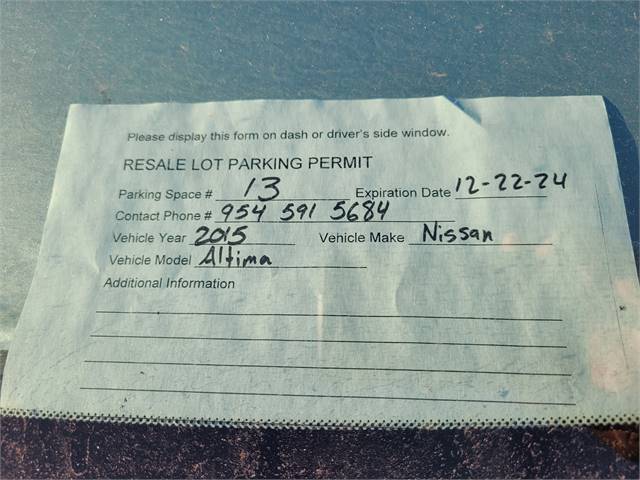 Please display this form on dash or driver's side window.
RESALE LOT PARKING PERMIT
Parking Space # 13 Expiration Date 12-22-24
Contact Phone # 954 591 5684
Vehicle Year 2015 Vehicle Make Nissan
Vehicle Model Altima
Additional Information